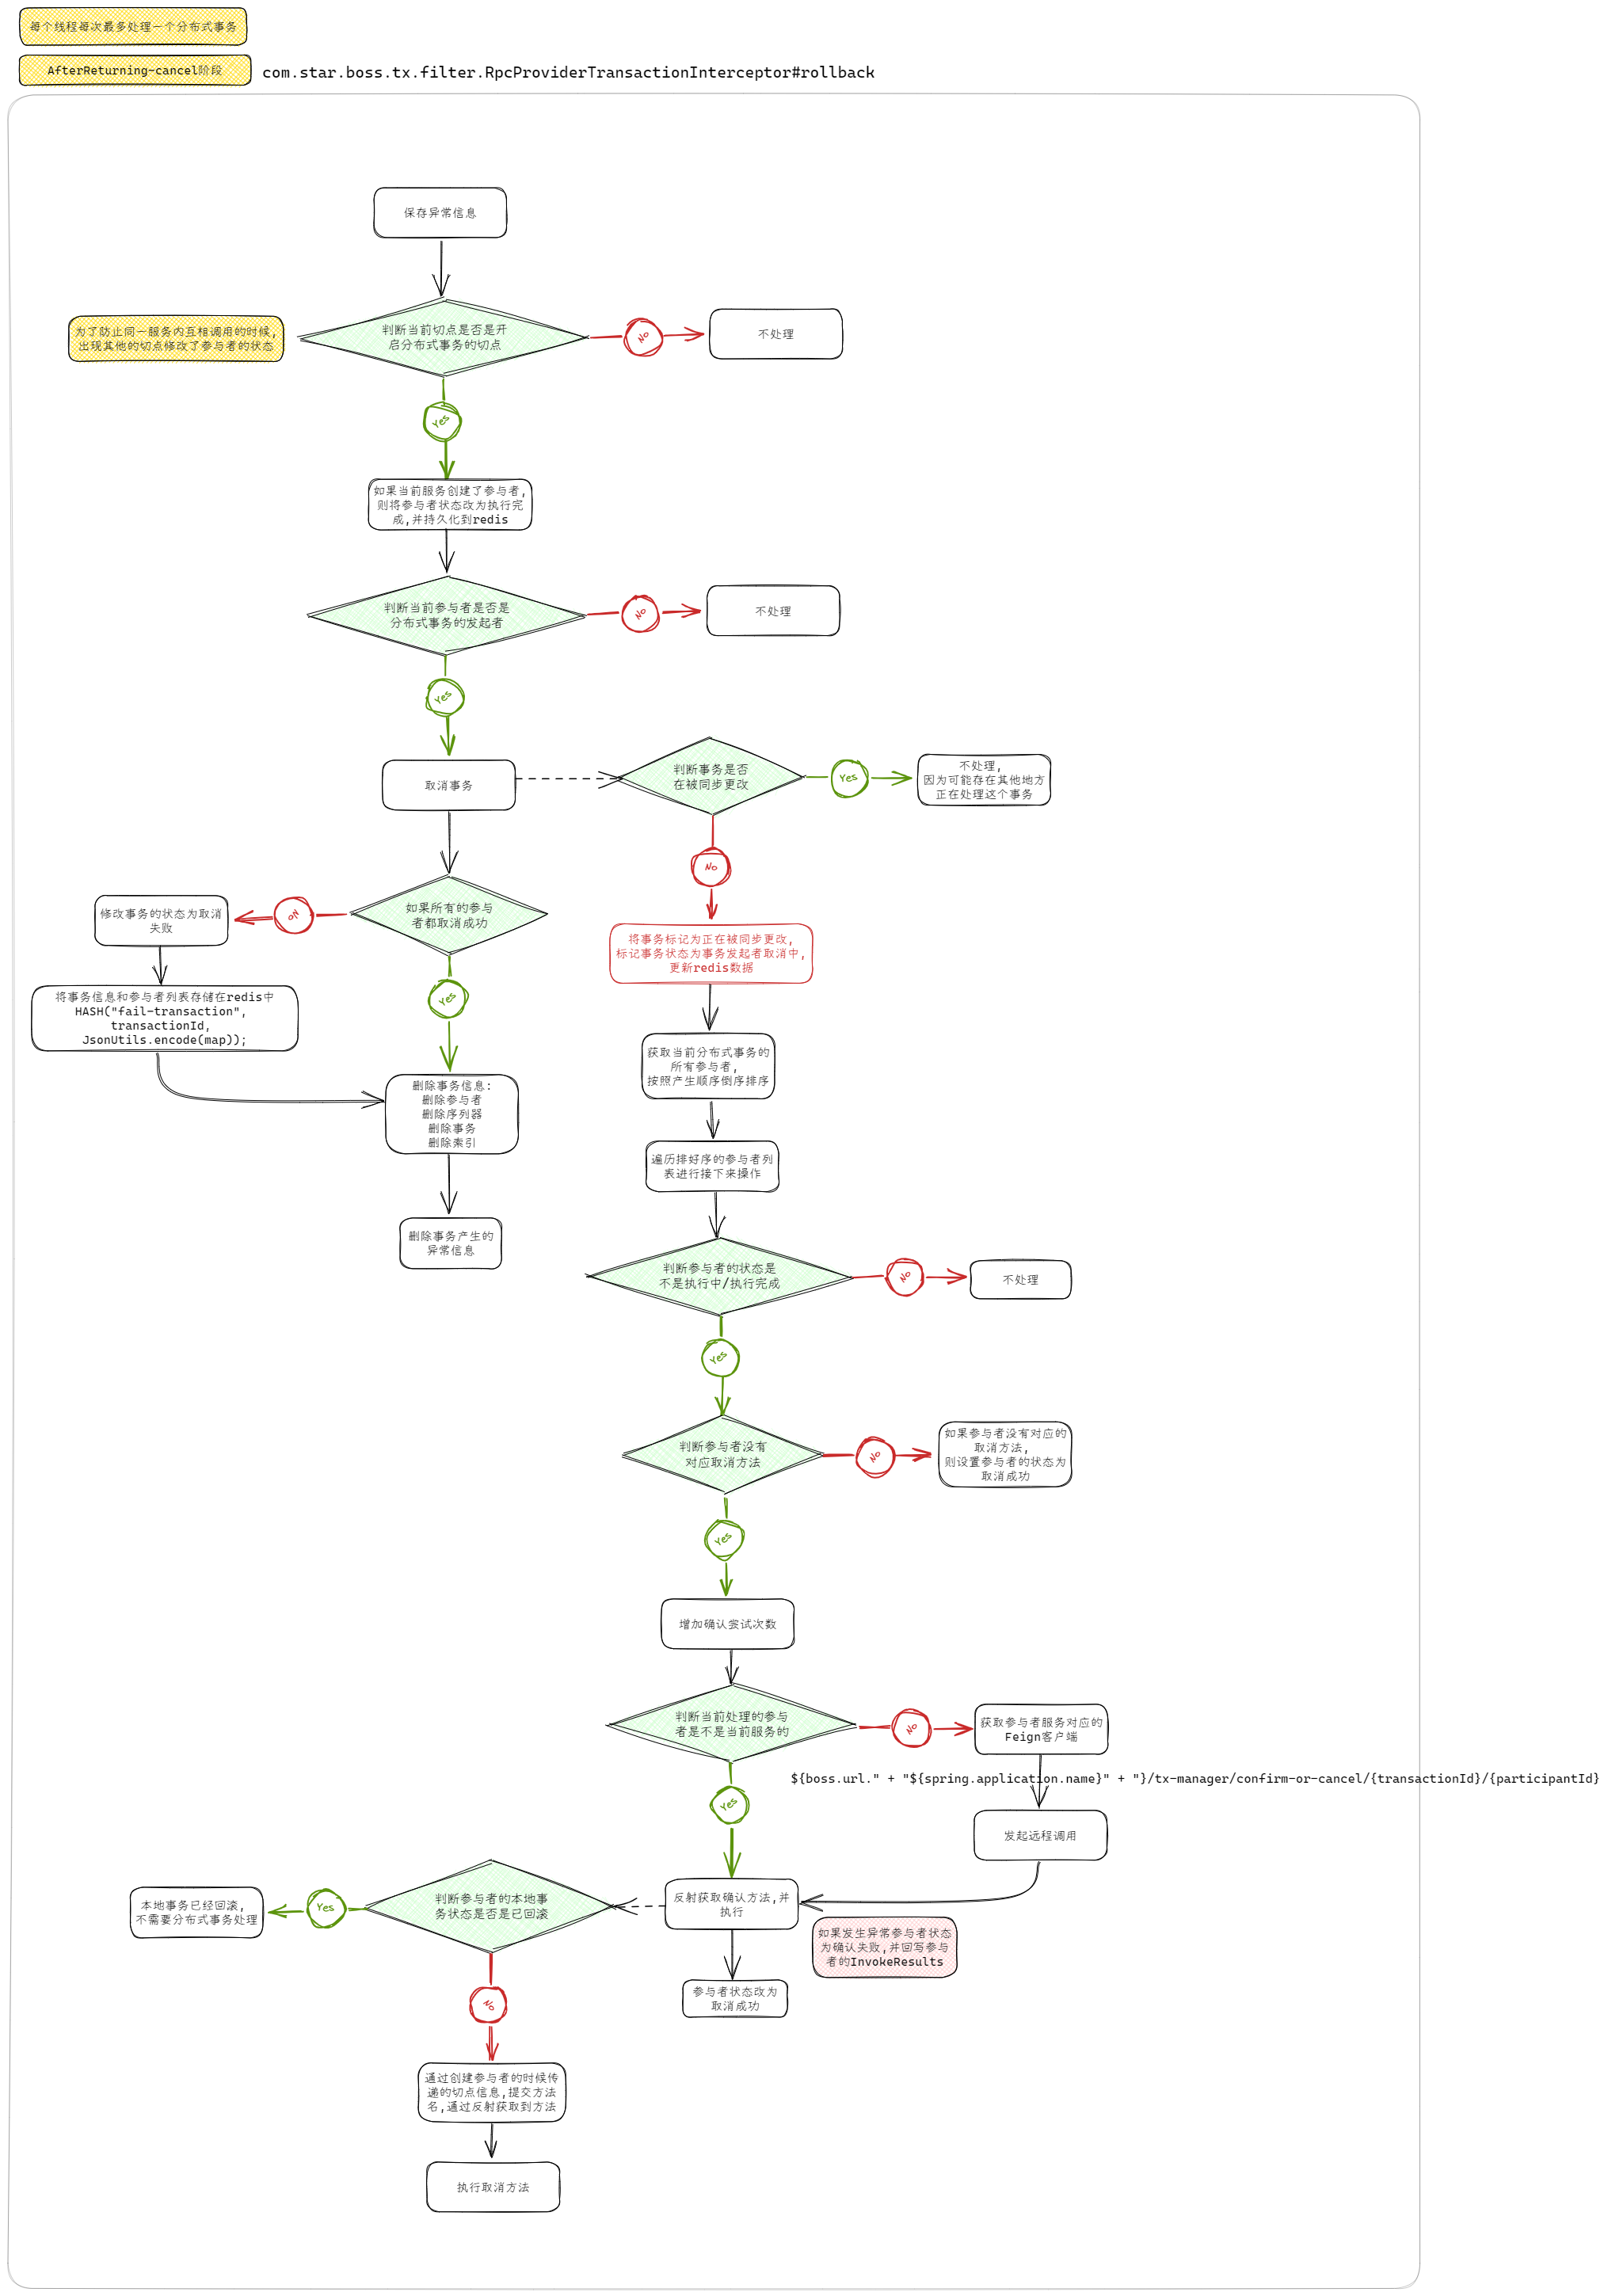 每个线程每次最多处理一个分布式事务
AfterReturning-cancel阶段
com.star.boss.tx.filter.RpcProviderTransactionInterceptor#rollback
保存异常信息
为了防止同一服务内互相调用的时候,
出现其他的切点修改了参与者的状态
判断当前切点是否是开
启分布式事务的切点
NO
不处理
Yes
如果当前服务创建了参与者,
则将参与者状态改为执行完
成,并持久化到redis
判断当前参与者是否是
分布式事务的发起者
NO
不处理
Yes
取消事务
判断事务是否
在被同步更改
Yes
不处理,
因为可能存在其他地方
正在处理这个事务
NO
修改事务的状态为取消
失败
NO
如果所有的参与
者都取消成功
将事务标记为正在被同步更改,
标记事务状态为事务发起者取消中,
更新redis数据
将事务信息和参与者列表存储在redis中
HASH("fail-transaction",
transactionId,
JsonUtils.encode(map));
Yes
获取当前分布式事务的
所有参与者,
按照产生顺序倒序排序
删除事务信息:
删除参与者
删除序列器
删除事务
删除索引
遍历排好序的参与者列
表进行接下来操作
删除事务产生的
异常信息
判断参与者的状态是
不是执行中/执行完成
NO
不处理
Yes
判断参与者没有
对应取消方法
NO
如果参与者没有对应的
取消方法,
则设置参与者的状态为
取消成功
Yes
增加确认尝试次数
判断当前处理的参与
者是不是当前服务的
NO
获取参与者服务对应的
Feign客户端
${boss.url." + "${spring.application.name}" + "}/tx-manager/confirm-or-cancel/{transactionId}/{participantId}
Yes
发起远程调用
本地事务已经回滚,
不需要分布式事务处理
Yes
判断参与者的本地事
务状态是否是已回滚
反射获取确认方法,并
执行
如果发生异常参与者状态
为确认失败,并回写参与
者的InvokeResults
NO
参与者状态改为
取消成功
通过创建参与者的时候传
递的切点信息,提交方法
名,通过反射获取到方法
执行取消方法